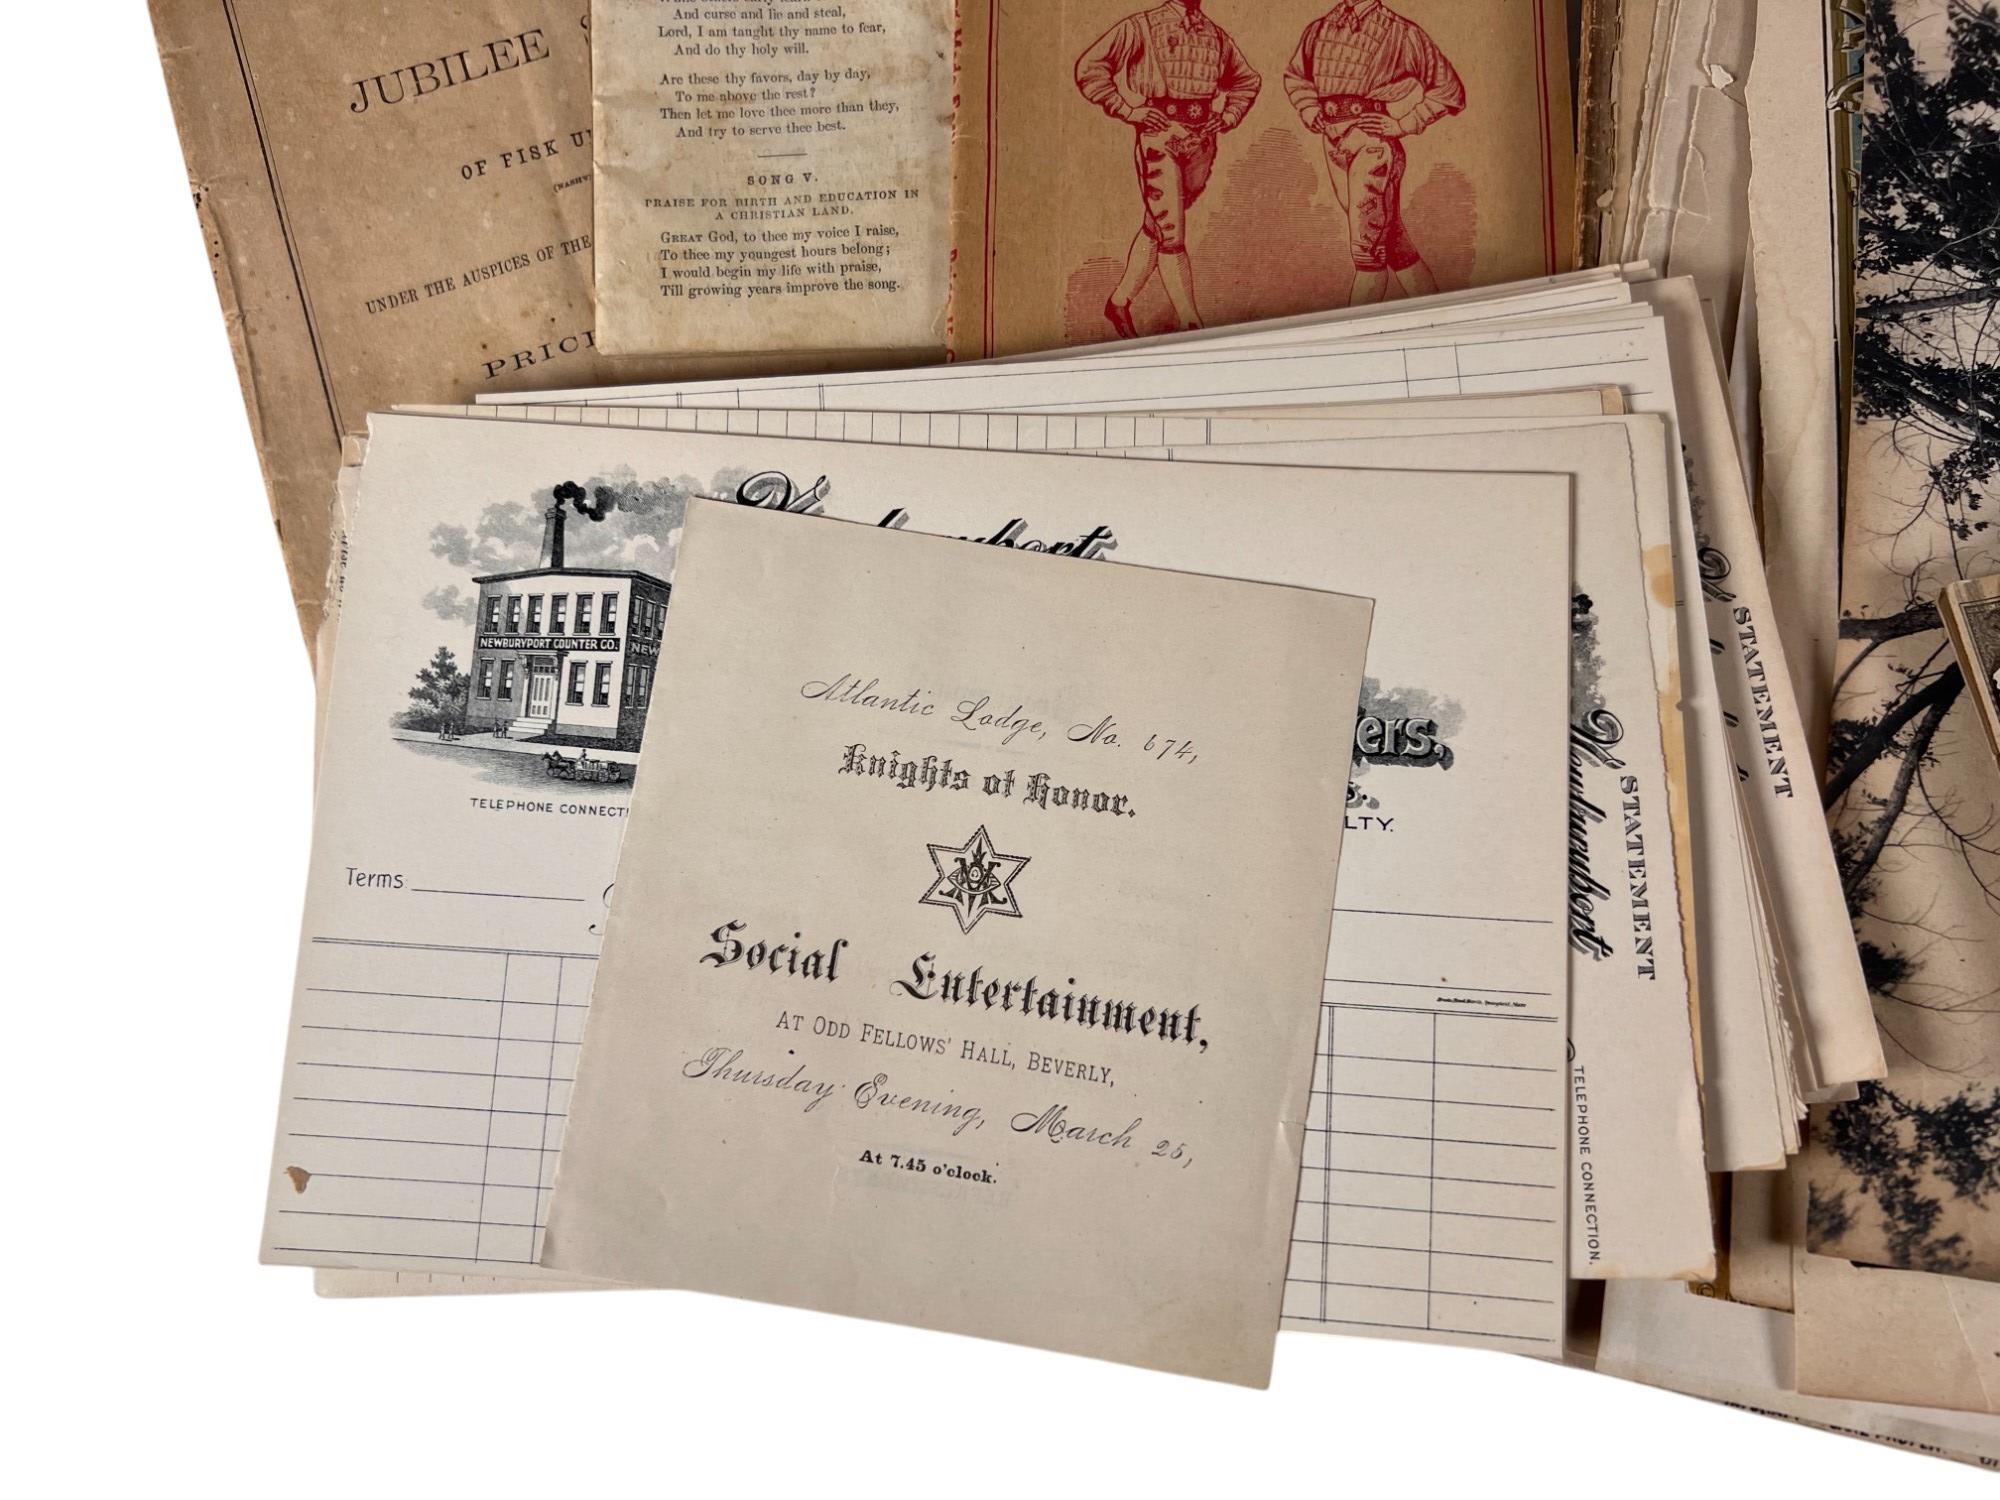 JUBILEE
OF FISK
UNDER THE AUSPICES OF THE
And curse and lie and steal,
Lord, I am taught thy name to fear,
And do thy holy will.
Are these thy favors, day by day,
To me above the rest?
Then let me love thee more than they,
And try to serve thee best.
SONG V.
PRAISE FOR BIRTH AND EDUCATION IN
A CHRISTIAN LAND.
GREAT God, to thee my voice I raise,
To thee my youngest hours belong;
I would begin my life with praise,
Till growing years improve the song.
NEWBURYPORT COUNTER CO.
TELEPHONE
Terms
LTY.
Atlantic Lodge, No. 674,
Knights of Honor.
Social Entertainment,
AT ODD FELLOWS' HALL, BEVERLY,
Thursday Evening, March 25,
At 7.45 o'clock.
STATEMENT
Newburyport
TELEPHONE CONNECTION.
STATEMENT